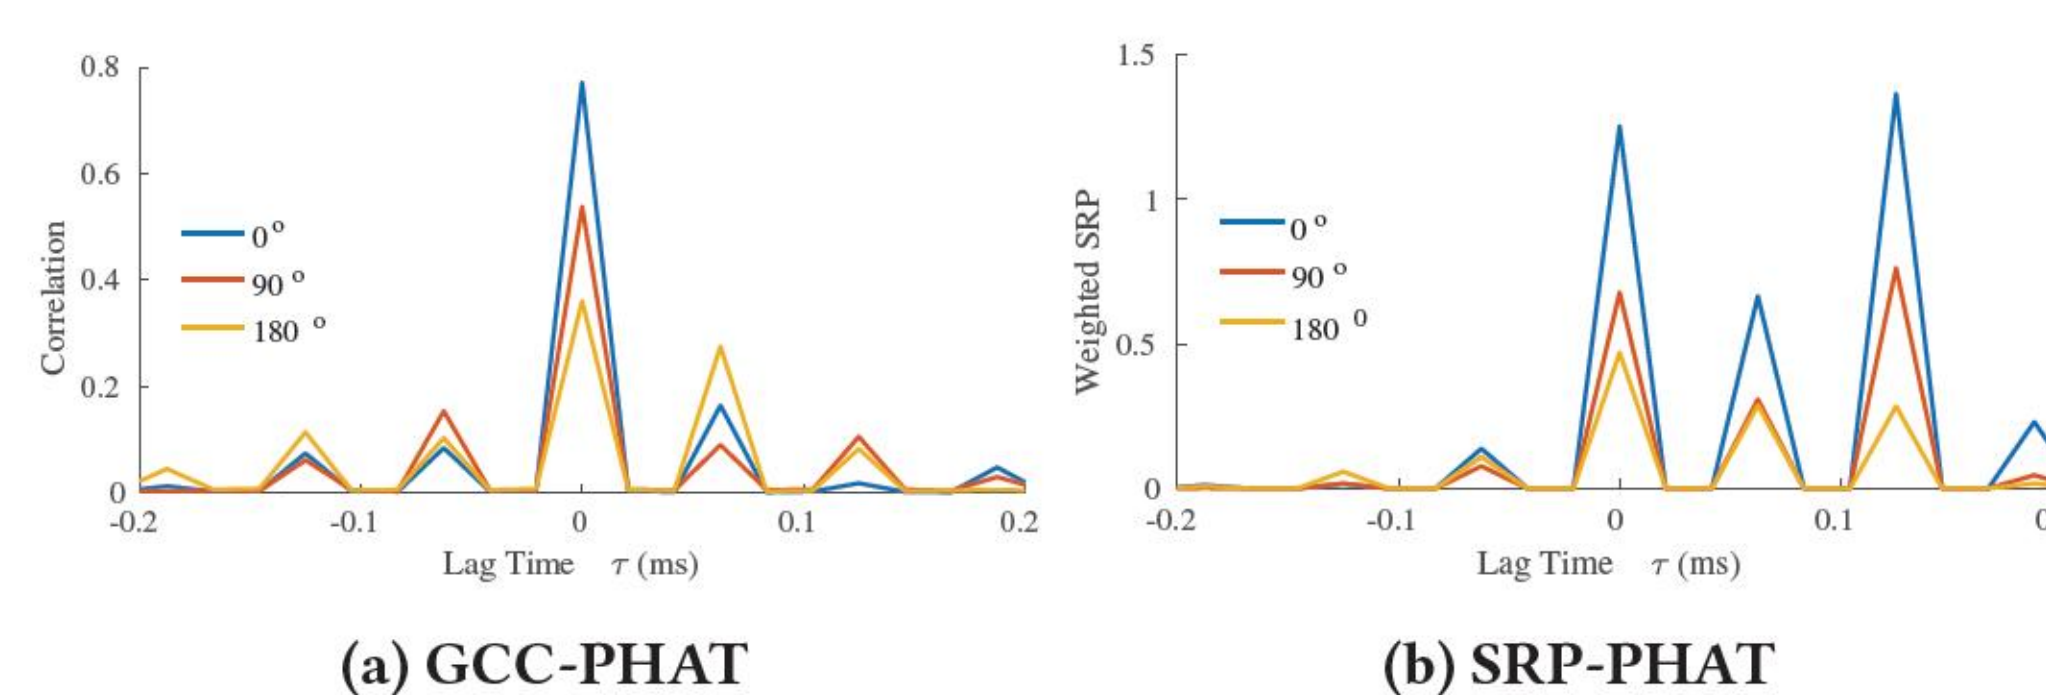 0.8
0.6
0.4
0.2
0
Correlation
0 º
90 º
180 º
-0.2 -0.1 0 0.1 0.2
Lag Time τ (ms)
(a) GCC-PHAT
1.5
1
0.5
0
Weighted SRP
0 º
90 º
180 0
-0.2 -0.1 0 0.1
Lag Time τ (ms)
(b) SRP-PHAT